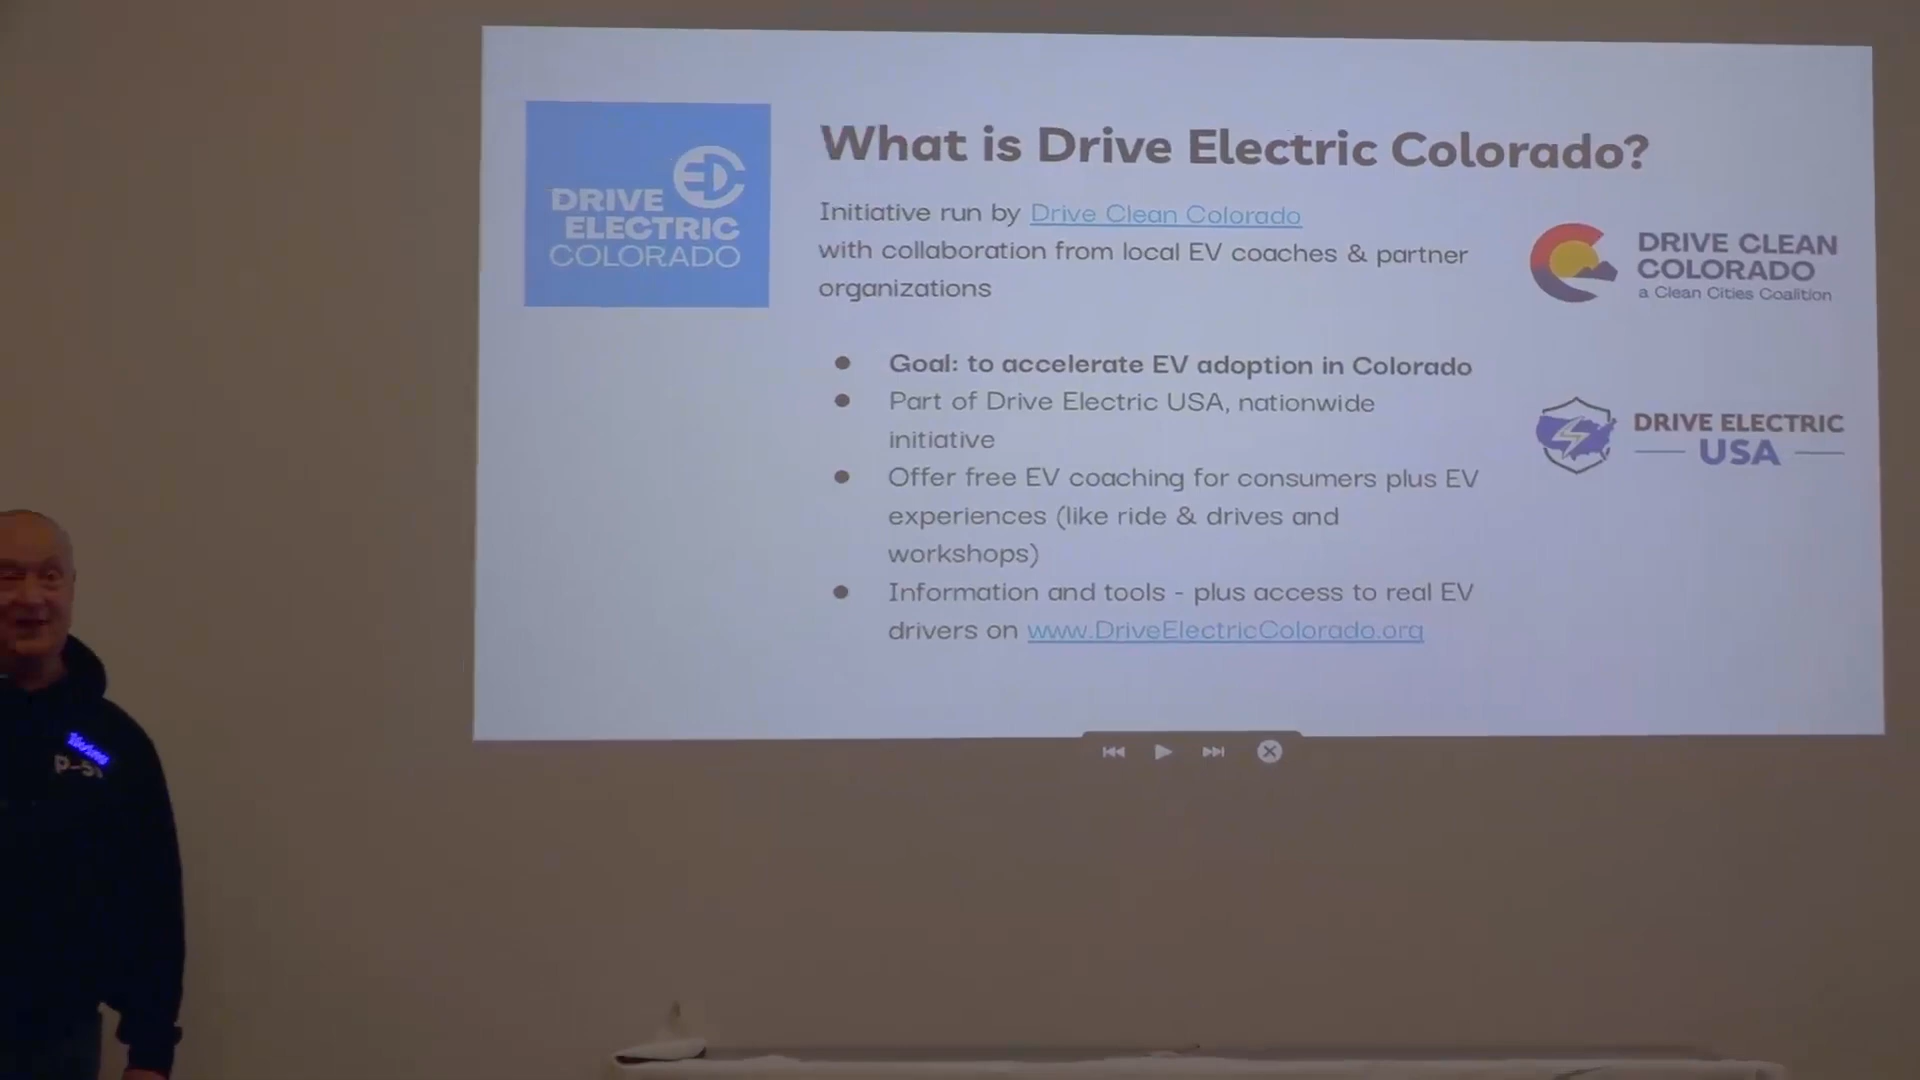 What is Drive Electric Colorado?
DRIVE
ELECTRIC
COLORADO
Initiative run by Drive Clean Colorado
with collaboration from local EV coaches & partner
organizations
DRIVE CLEAN
COLORADO
a Clean Cities Coalition
● Goal: to accelerate EV adoption in Colorado
● Part of Drive Electric USA, nationwide
initiative
DRIVE ELECTRIC
USA
● Offer free EV coaching for consumers plus EV
experiences (like ride & drives and
workshops)
● Information and tools - plus access to real EV
drivers on www.DriveElectricColorado.org